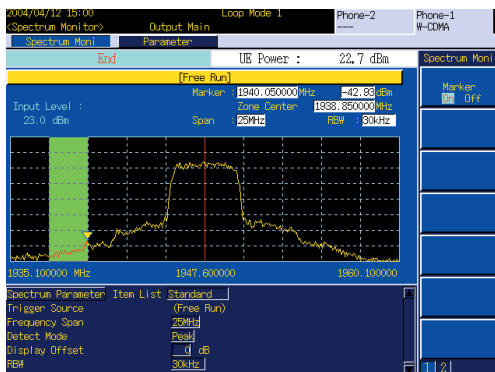 2004/04/12 15:00 Loop Mode 1 Phone-2 Phone-1
<Spectrum Monitor> Output Main --- W-CDMA
Spectrum Moni Parameter
End UE Power : 22.7 dBm Spectrum Moni
[Free Run]
Marker : 1940.050000 MHz -42.93 dBm Marker
On Off
Input Level : Zone Center 1938.850000 MHz
23.0 dBm Span : 25MHz RBW : 30kHz
1935.100000 MHz 1947.600000 1960.100000
Spectrum Parameter Item List Standard
Trigger Source (Free Run)
Frequency Span 25MHz
Detect Mode Peak
Display Offset 0 dB
RBW 30kHz
1 2